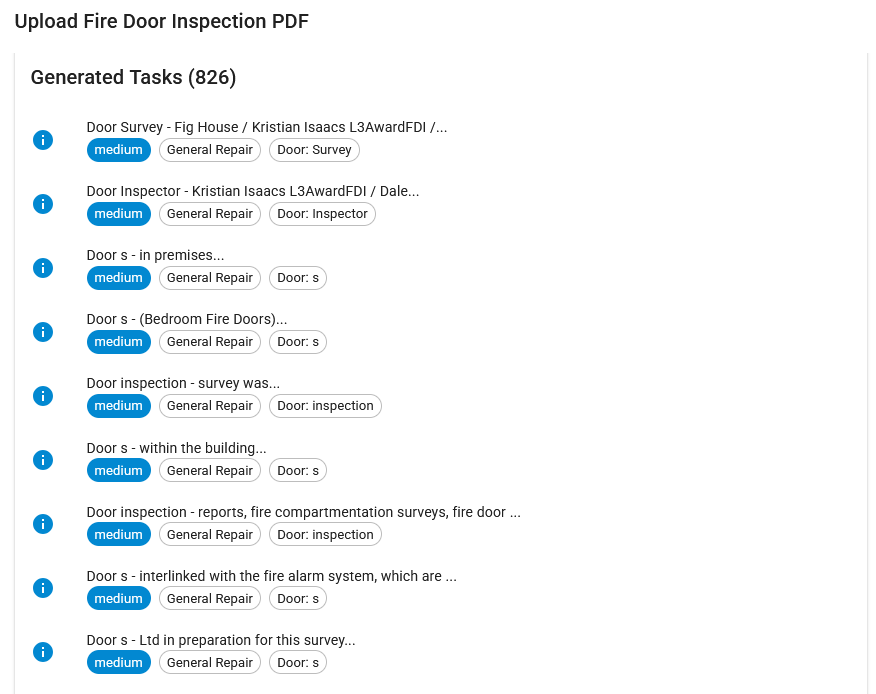 Upload Fire Door Inspection PDF
Generated Tasks (826)
Door Survey - Fig House / Kristian Isaacs L3AwardFDI /...
medium General Repair Door: Survey
Door Inspector - Kristian Isaacs L3AwardFDI / Dale...
medium General Repair Door: Inspector
Door s - in premises...
medium General Repair Door: s
Door s - (Bedroom Fire Doors)...
medium General Repair Door: s
Door inspection - survey was...
medium General Repair Door: inspection
Door s - within the building...
medium General Repair Door: s
Door inspection - reports, fire compartmentation surveys, fire door ...
medium General Repair Door: inspection
Door s - interlinked with the fire alarm system, which are ...
medium General Repair Door: s
Door s - Ltd in preparation for this survey...
medium General Repair Door: s